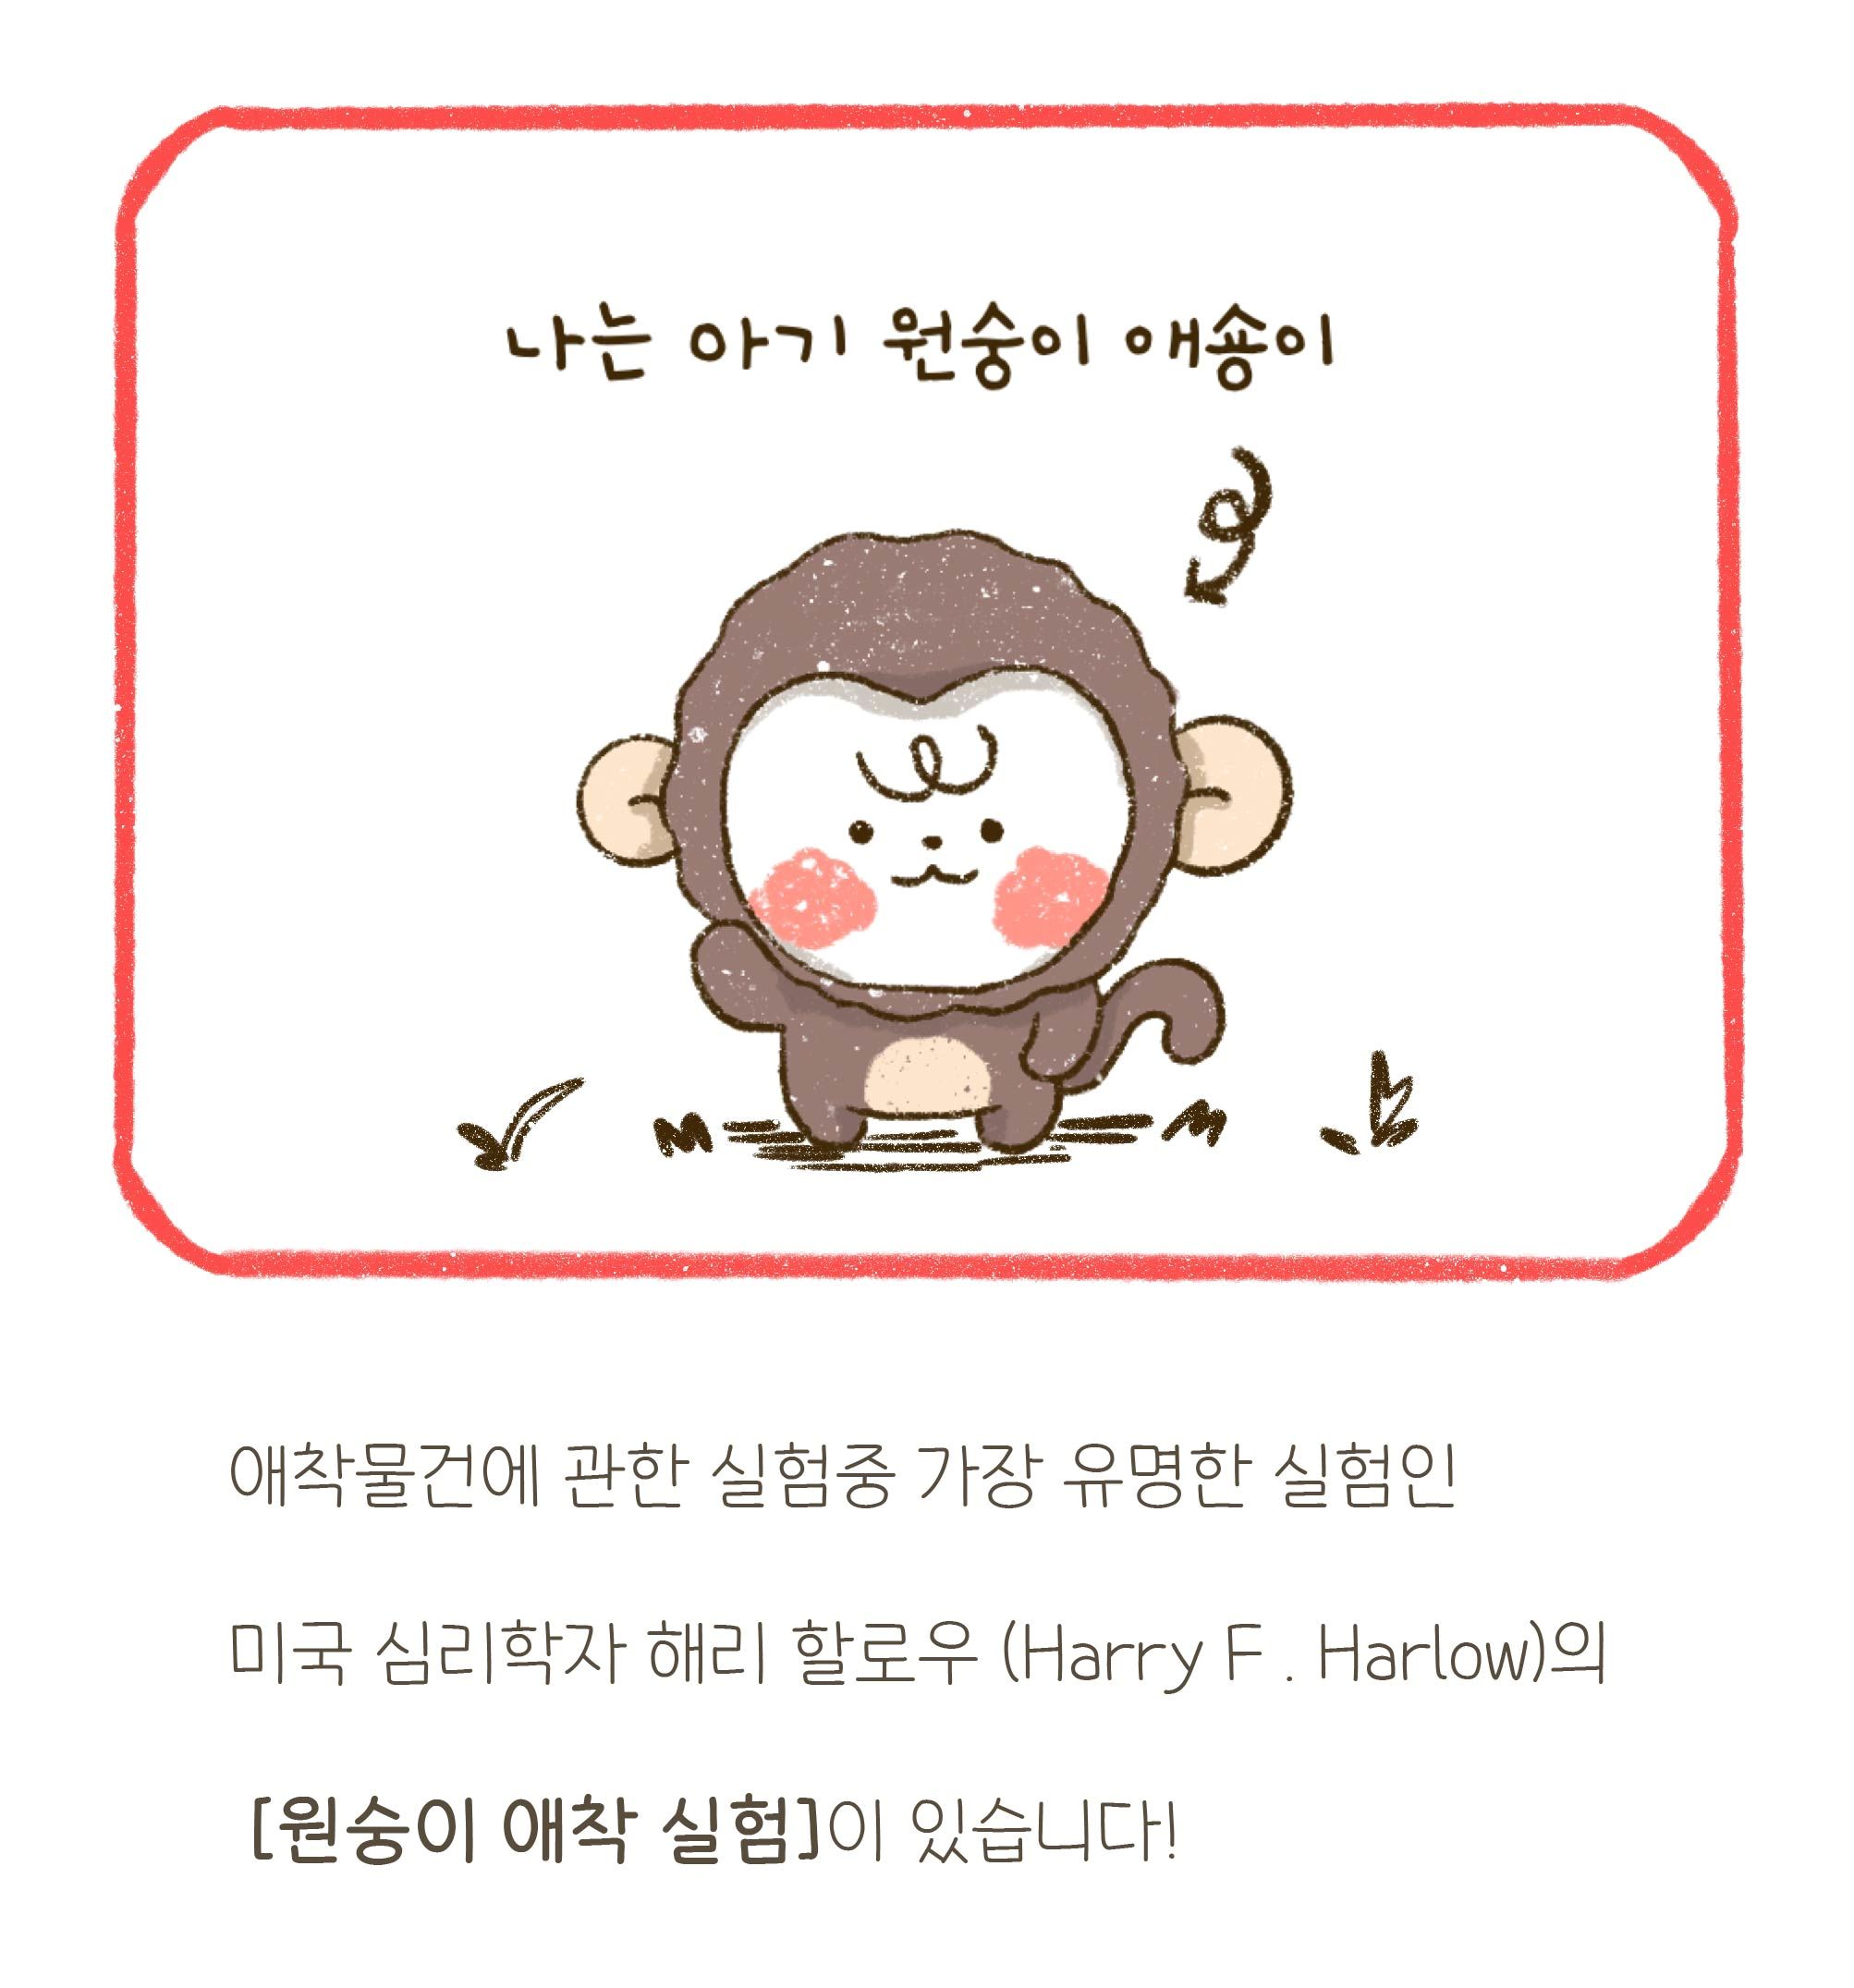 나는 아기 원숭이 애숑이
애착물건에 관한 실험중 가장 유명한 실험인
미국 심리학자 해리 할로우 (Harry F . Harlow)의
[원숭이 애착 실험]이 있습니다!